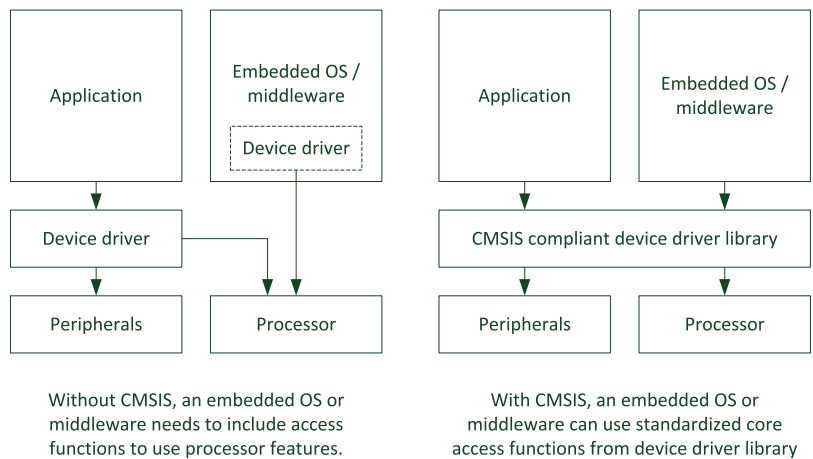 Application
Embedded OS /
middleware
Device driver
Device driver
Peripherals
Processor
Without CMSIS, an embedded OS or
middleware needs to include access
functions to use processor features.
Application
Embedded OS /
middleware
CMSIS compliant device driver library
Peripherals
Processor
With CMSIS, an embedded OS or
middleware can use standardized core
access functions from device driver library